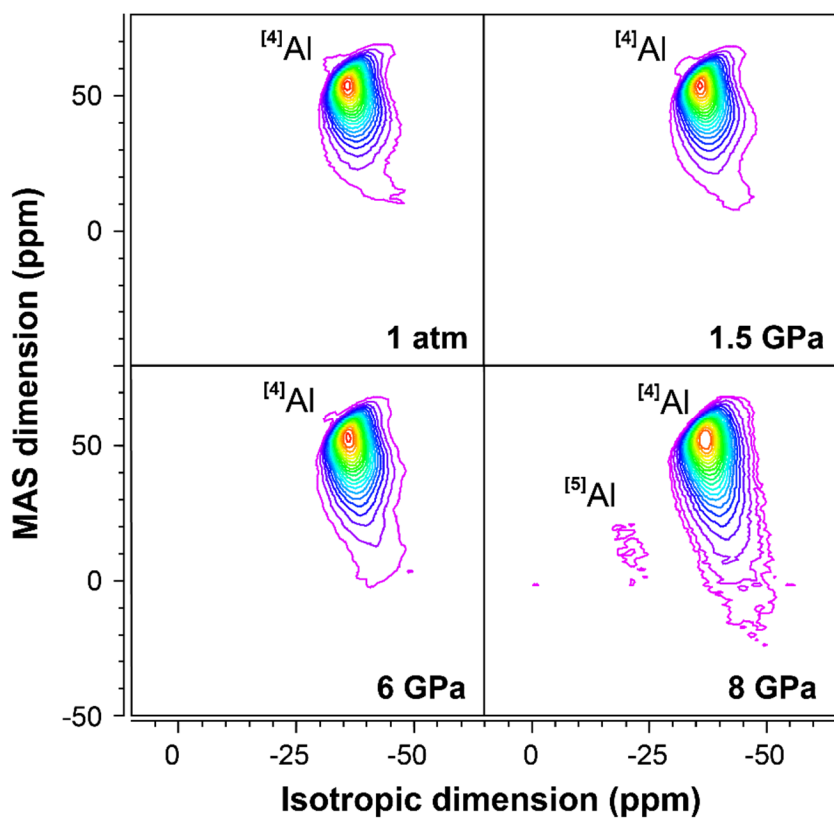 [4]Al
[4]Al
50
0
1 atm
1.5 GPa
[4]Al
[4]Al
50
[5]Al
0
6 GPa
8 GPa
-50
0
-25
-50
0
-25
-50
MAS dimension (ppm)
Isotropic dimension (ppm)